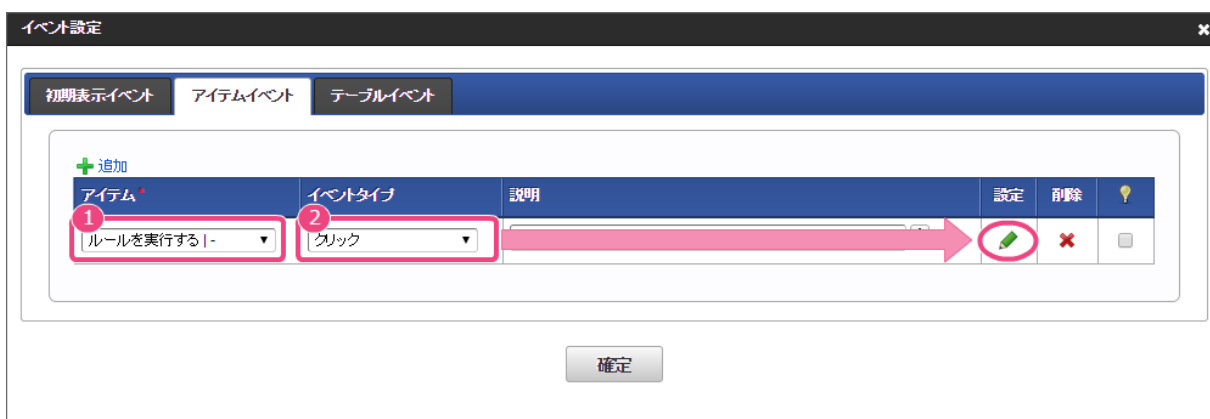 イベント設定
初期表示イベント アイテムイベント テーブルイベント
追加
アイテム* イベントタイプ 説明 設定 削除
1 2
ルールを実行する | - クリック
確定